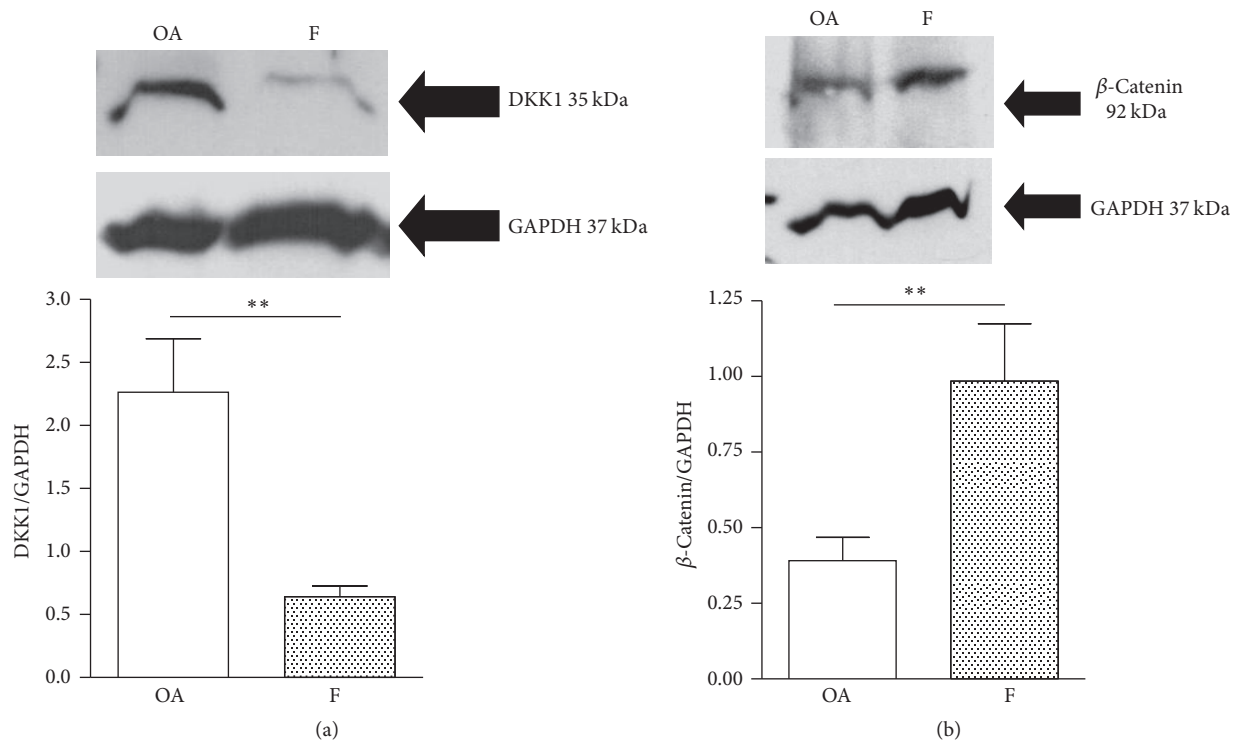 OA F
DKK1 35 kDa
GAPDH 37 kDa
3.0
2.5
2.0
1.5
1.0
0.5
0.0
DKK1/GAPDH
**
OA F
(a)
OA F
β-Catenin
92 kDa
GAPDH 37 kDa
1.25
1.00
0.75
0.50
0.25
0.00
β-Catenin/GAPDH
**
OA F
(b)